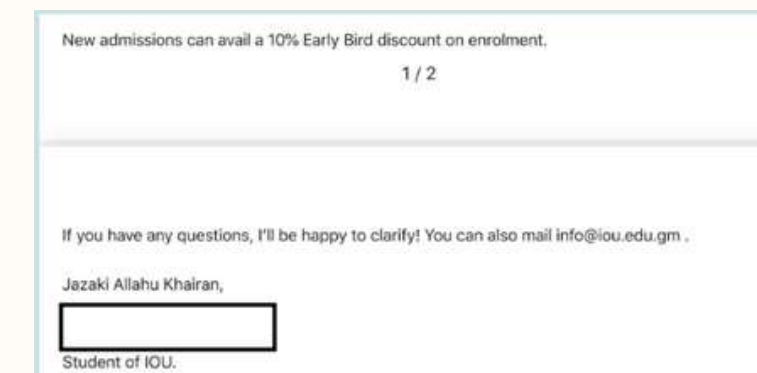 New admissions can avail a 10% Early Bird discount on enrolment.
1 / 2
If you have any questions, I'll be happy to clarify! You can also mail info@iou.edu.gm .
Jazaki Allahu Khairan,
Student of IOU.